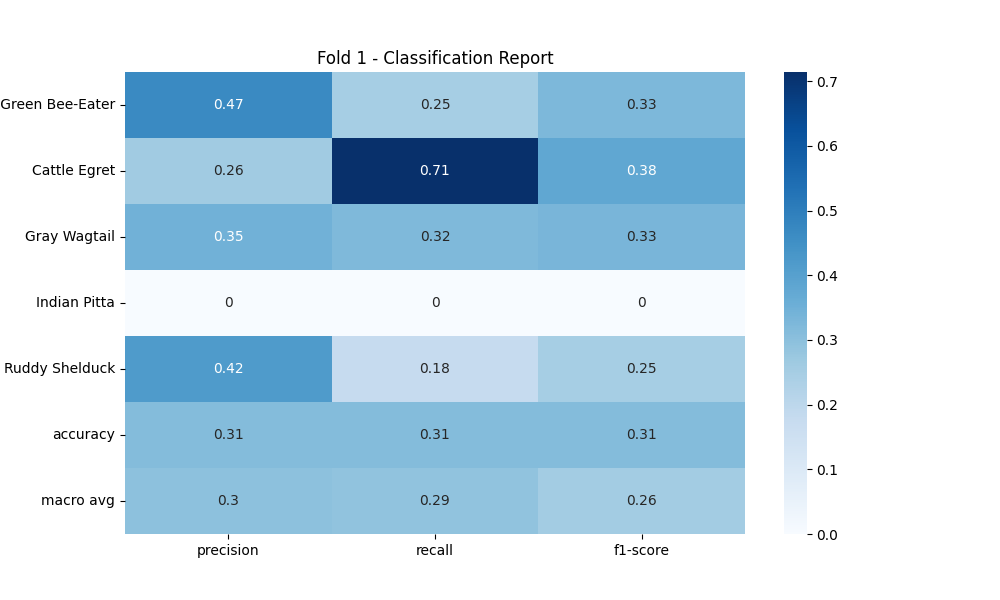 Fold 1 - Classification Report
Green Bee-Eater 0.47 0.25 0.33
Cattle Egret 0.26 0.71 0.38
Gray Wagtail 0.35 0.32 0.33
Indian Pitta 0 0 0
Ruddy Shelduck 0.42 0.18 0.25
accuracy 0.31 0.31 0.31
macro avg 0.3 0.29 0.26
precision recall f1-score
0.7
0.6
0.5
0.4
0.3
0.2
0.1
0.0